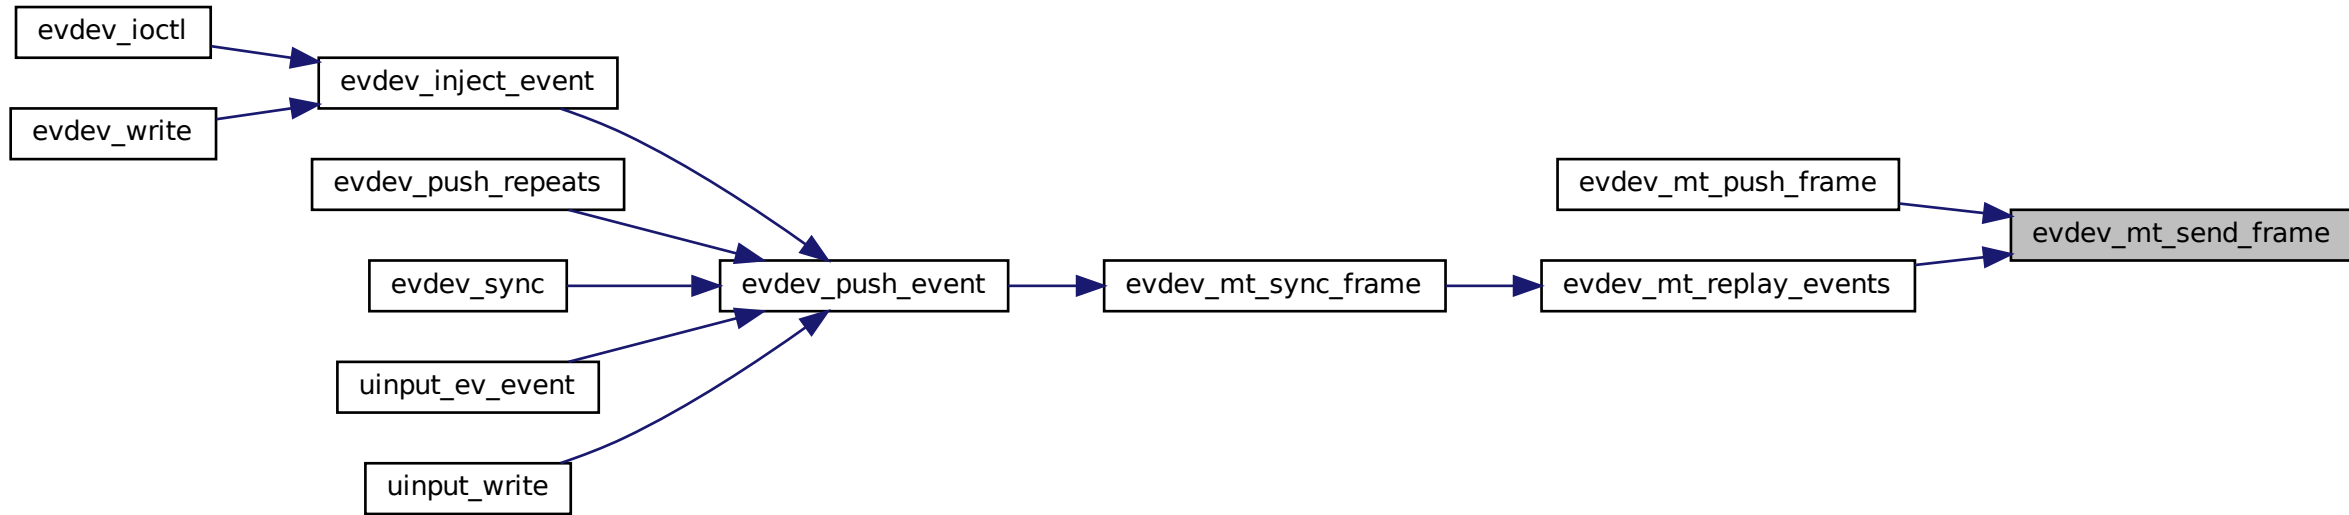 evdev_ioctl
evdev_inject_event
evdev_write
evdev_push_repeats
evdev_mt_push_frame
evdev_mt_send_frame
evdev_sync
evdev_push_event
evdev_mt_sync_frame
evdev_mt_replay_events
uinput_ev_event
uinput_write